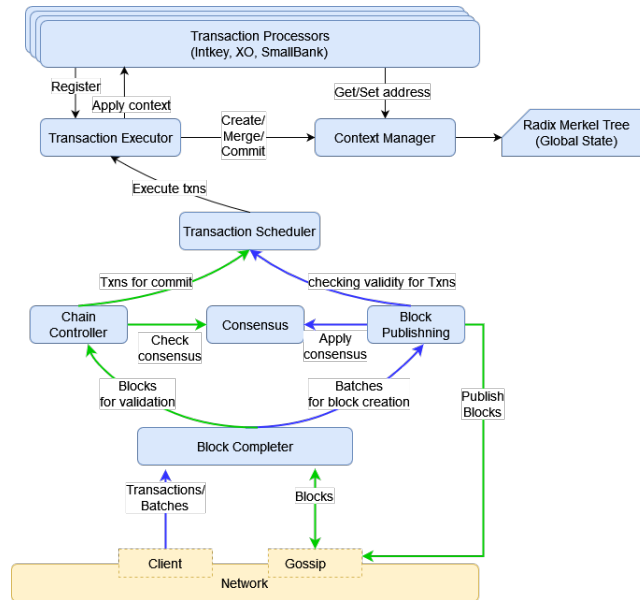 Transaction Processors
(Intkey, XO, SmallBank)
Register
Apply context
Get/Set address
Transaction Executor
Create/
Merge/
Commit
Context Manager
Radix Merkel Tree
(Global State)
Execute txns
Transaction Scheduler
Txns for commit
checking validity for Txns
Chain
Controller
Consensus
Block
Publishning
Check
consensus
Apply
consensus
Blocks
for validation
Batches
for block creation
Publish
Blocks
Block Completer
Transactions/
Batches
Blocks
Client
Gossip
Network